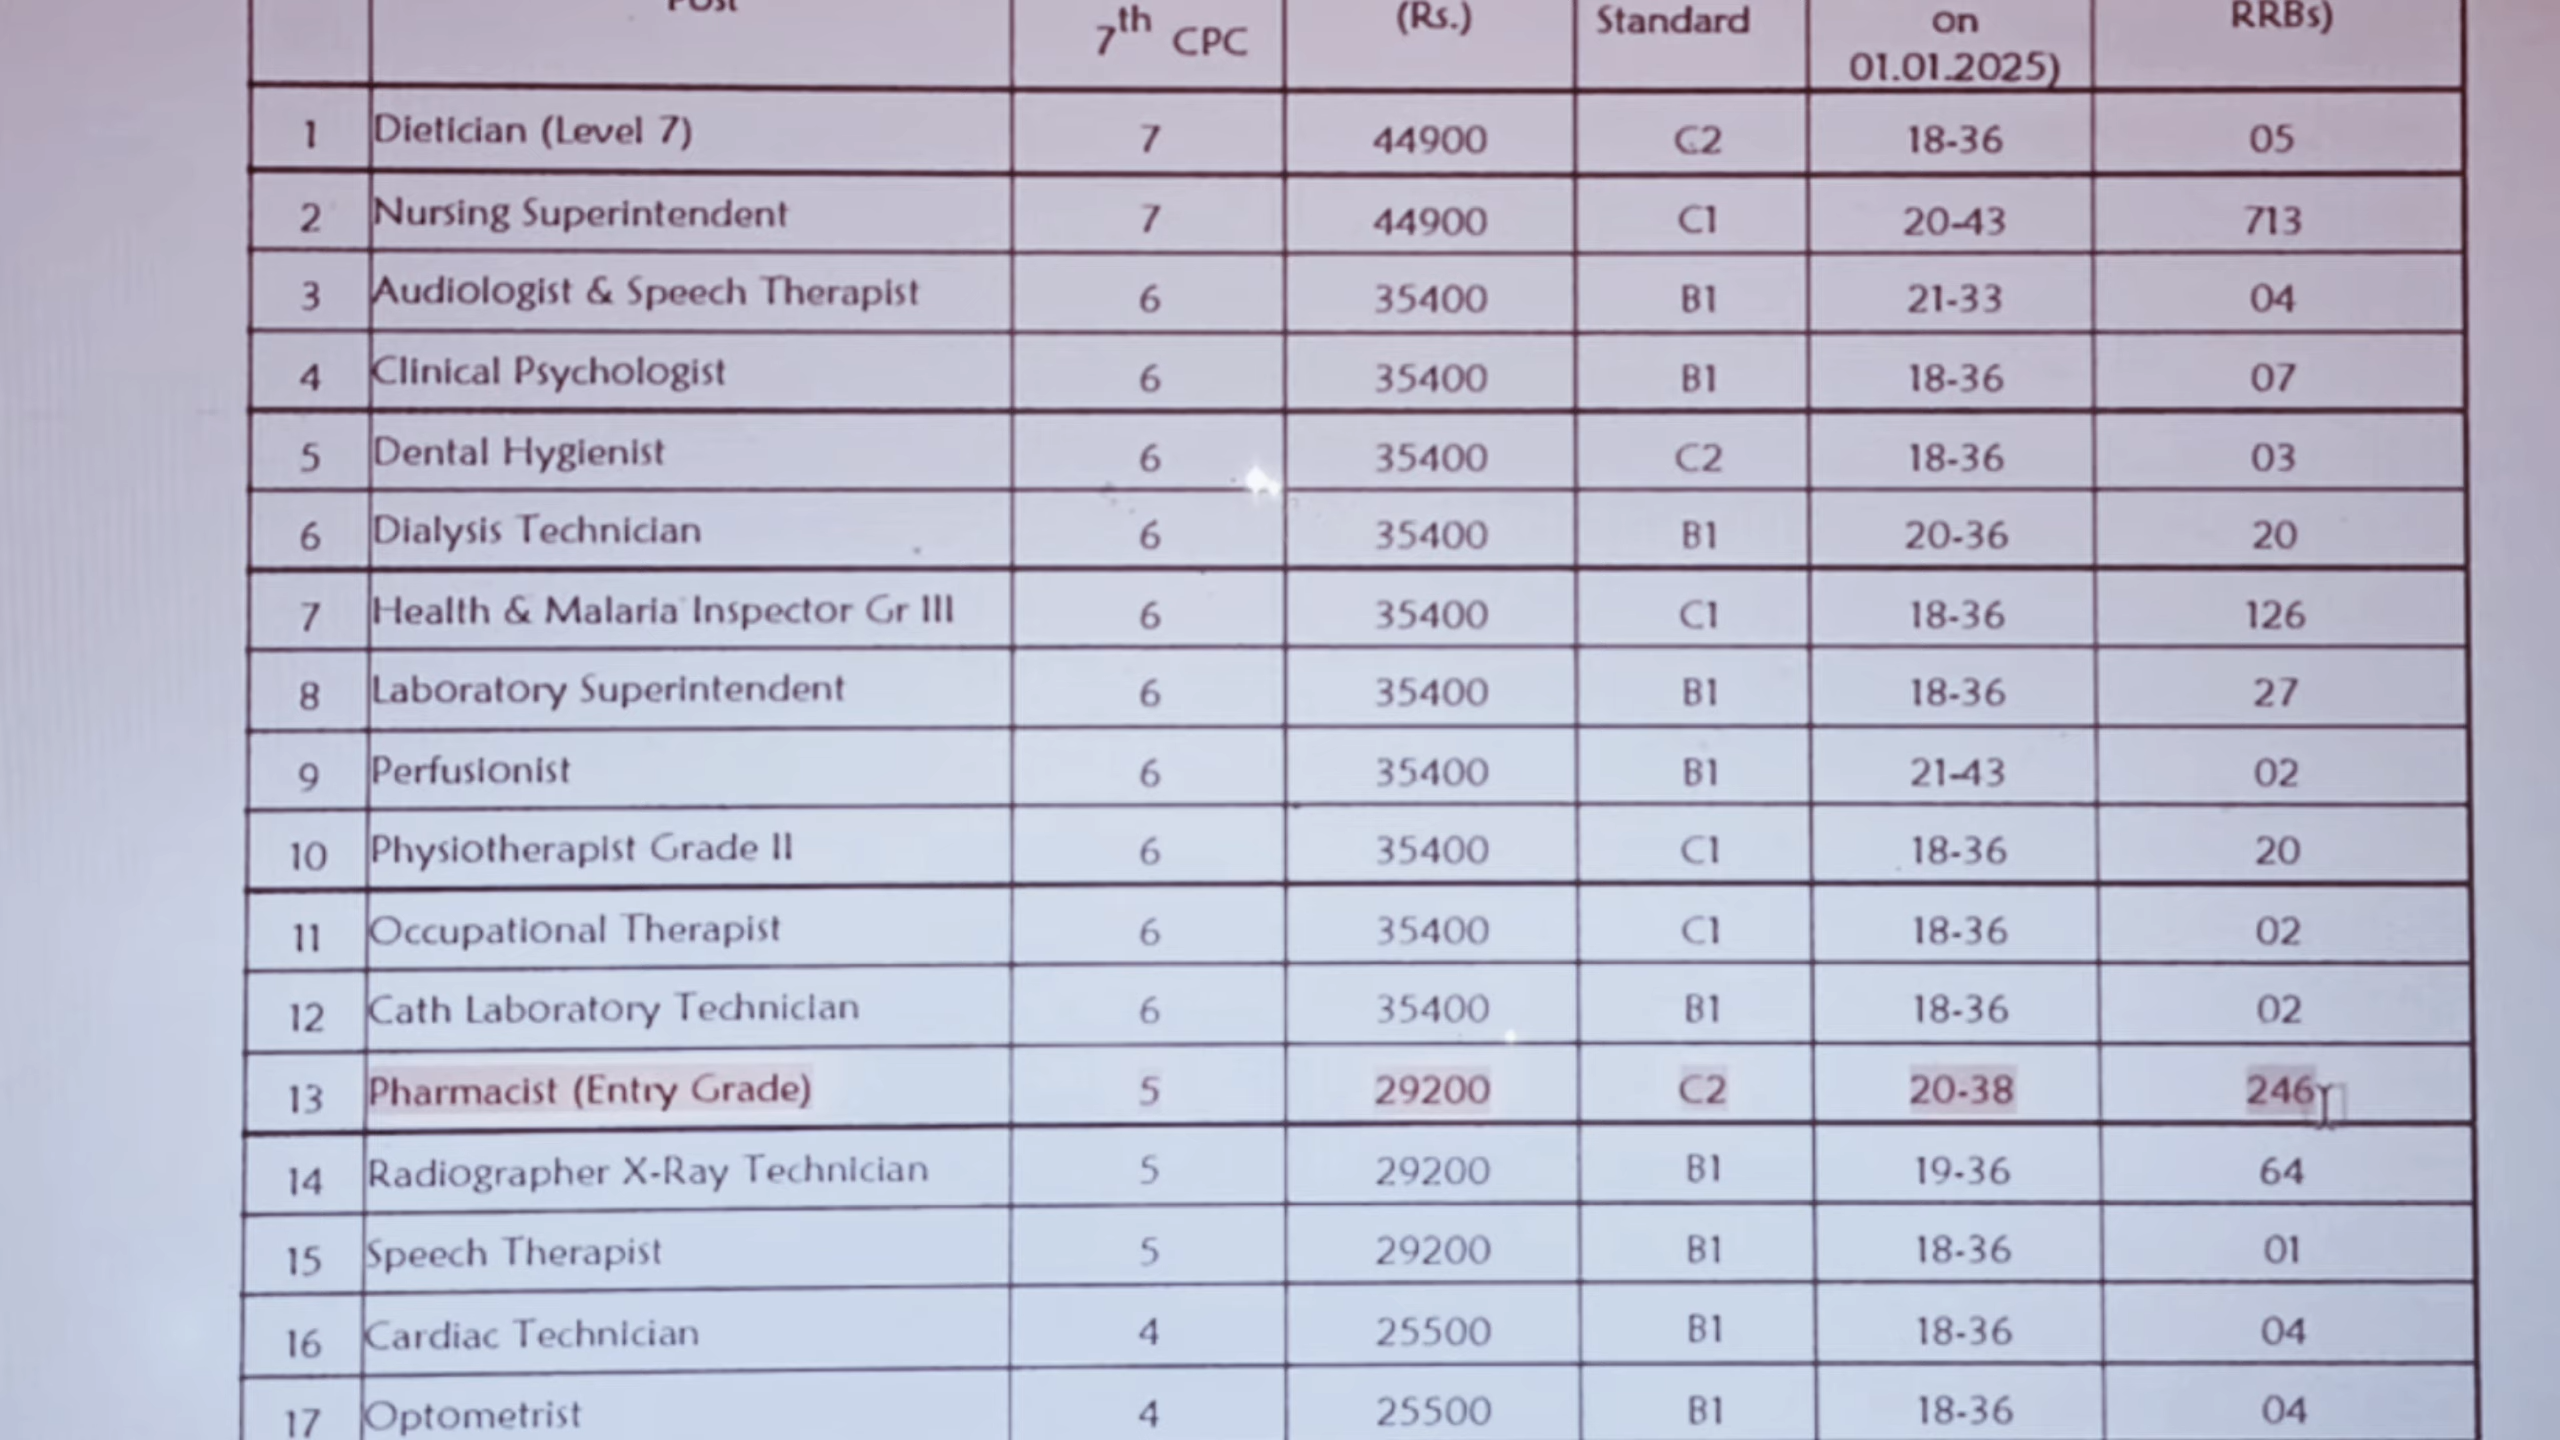 Post 7th CPC (Rs.) Standard on 01.01.2025) RRBs)
1 Dietician (Level 7) 7 44900 C2 18-36 05
2 Nursing Superintendent 7 44900 C1 20-43 713
3 Audiologist & Speech Therapist 6 35400 B1 21-33 04
4 Clinical Psychologist 6 35400 B1 18-36 07
5 Dental Hygienist 6 35400 C2 18-36 03
6 Dialysis Technician 6 35400 B1 20-36 20
7 Health & Malaria Inspector Gr III 6 35400 C1 18-36 126
8 Laboratory Superintendent 6 35400 B1 18-36 27
9 Perfusionist 6 35400 B1 21-43 02
10 Physiotherapist Grade II 6 35400 C1 18-36 20
11 Occupational Therapist 6 35400 C1 18-36 02
12 Cath Laboratory Technician 6 35400 B1 18-36 02
13 Pharmacist (Entry Grade) 5 29200 C2 20-38 246
14 Radiographer X-Ray Technician 5 29200 B1 19-36 64
15 Speech Therapist 5 29200 B1 18-36 01
16 Cardiac Technician 4 25500 B1 18-36 04
17 Optometrist 4 25500 B1 18-36 04